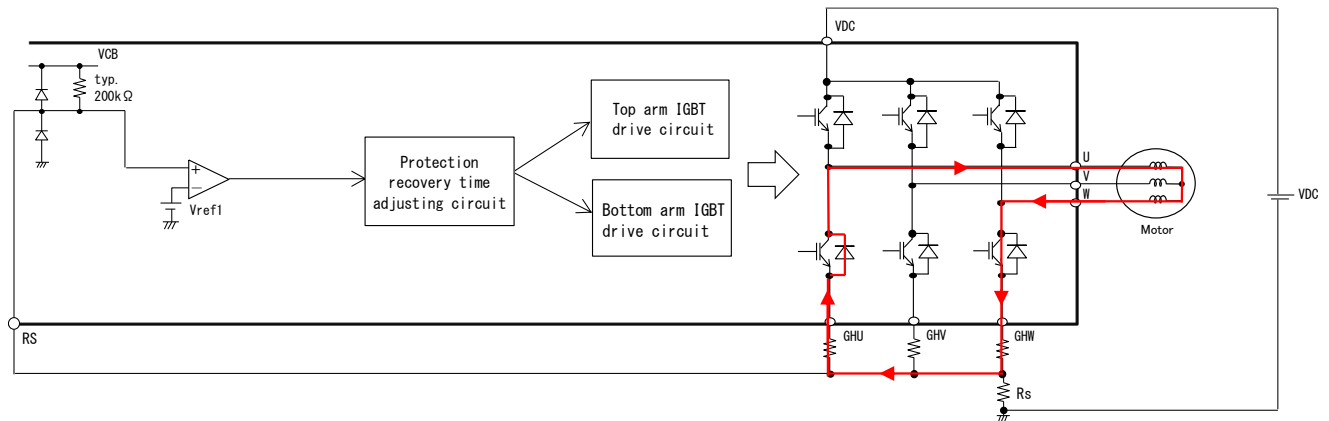 VDC
VCB
typ.
200kΩ
Top arm IGBT
drive circuit
Protection
recovery time
adjusting circuit
Bottom arm IGBT
drive circuit
+
−
Vref1
U
V
W
Motor
VDC
RS
GHU
GHV
GHW
Rs